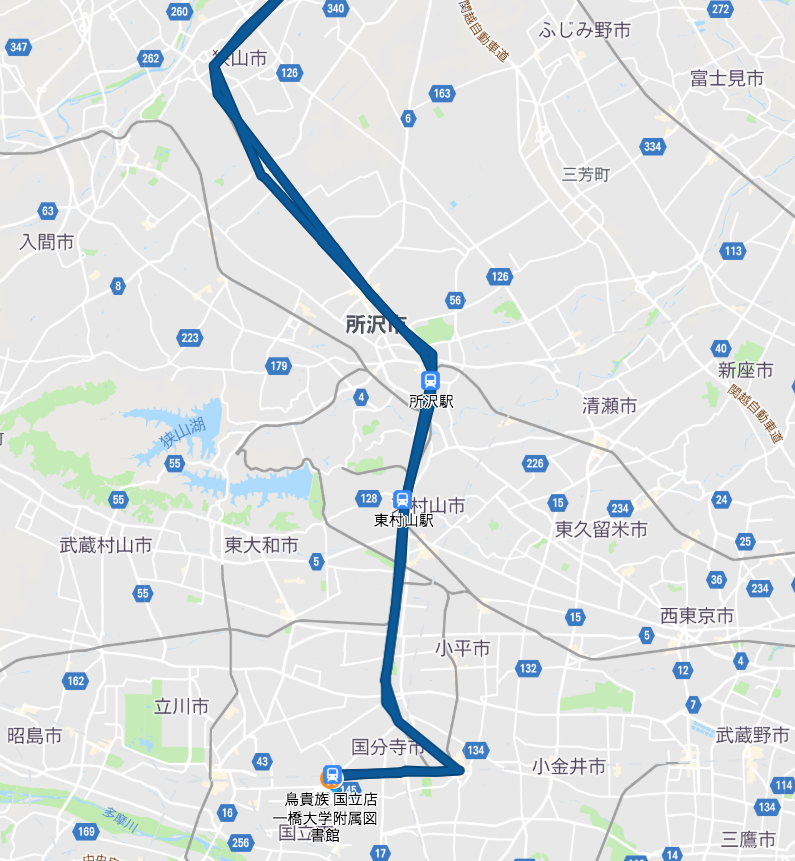 260
340
272
関越自動車道
ふじみ野市
347
262
狭山市
126
富士見市
163
6
334
三芳町
63
入間市
113
126
8
56
所沢市
223
40
179
新座市
4
所沢駅
清瀬市
関越自動車道
狭山湖
町
55
226
55
128
村山市
15
234
24
東村山駅
東久留米市
武蔵村山市
東大和市
25
5
36
55
234
15
西東京市
5
小平市
132
12
4
162
7
立川市
昭島市
国分寺市
134
武蔵野市
43
小金井市
145
114
鳥貴族 国立店
一橋大学附属図
書館
国立
134
多摩川
16
169
256
三鷹市
17
14